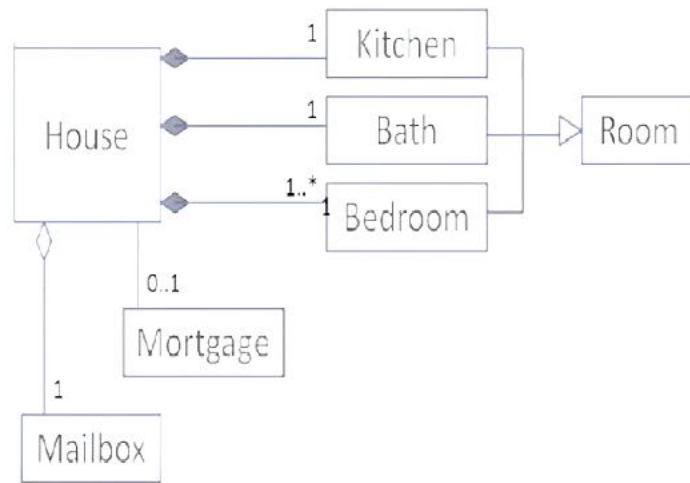 1
Kitchen
House
1
Bath
Room
1..*
1
Bedroom
0..1
Mortgage
1
Mailbox